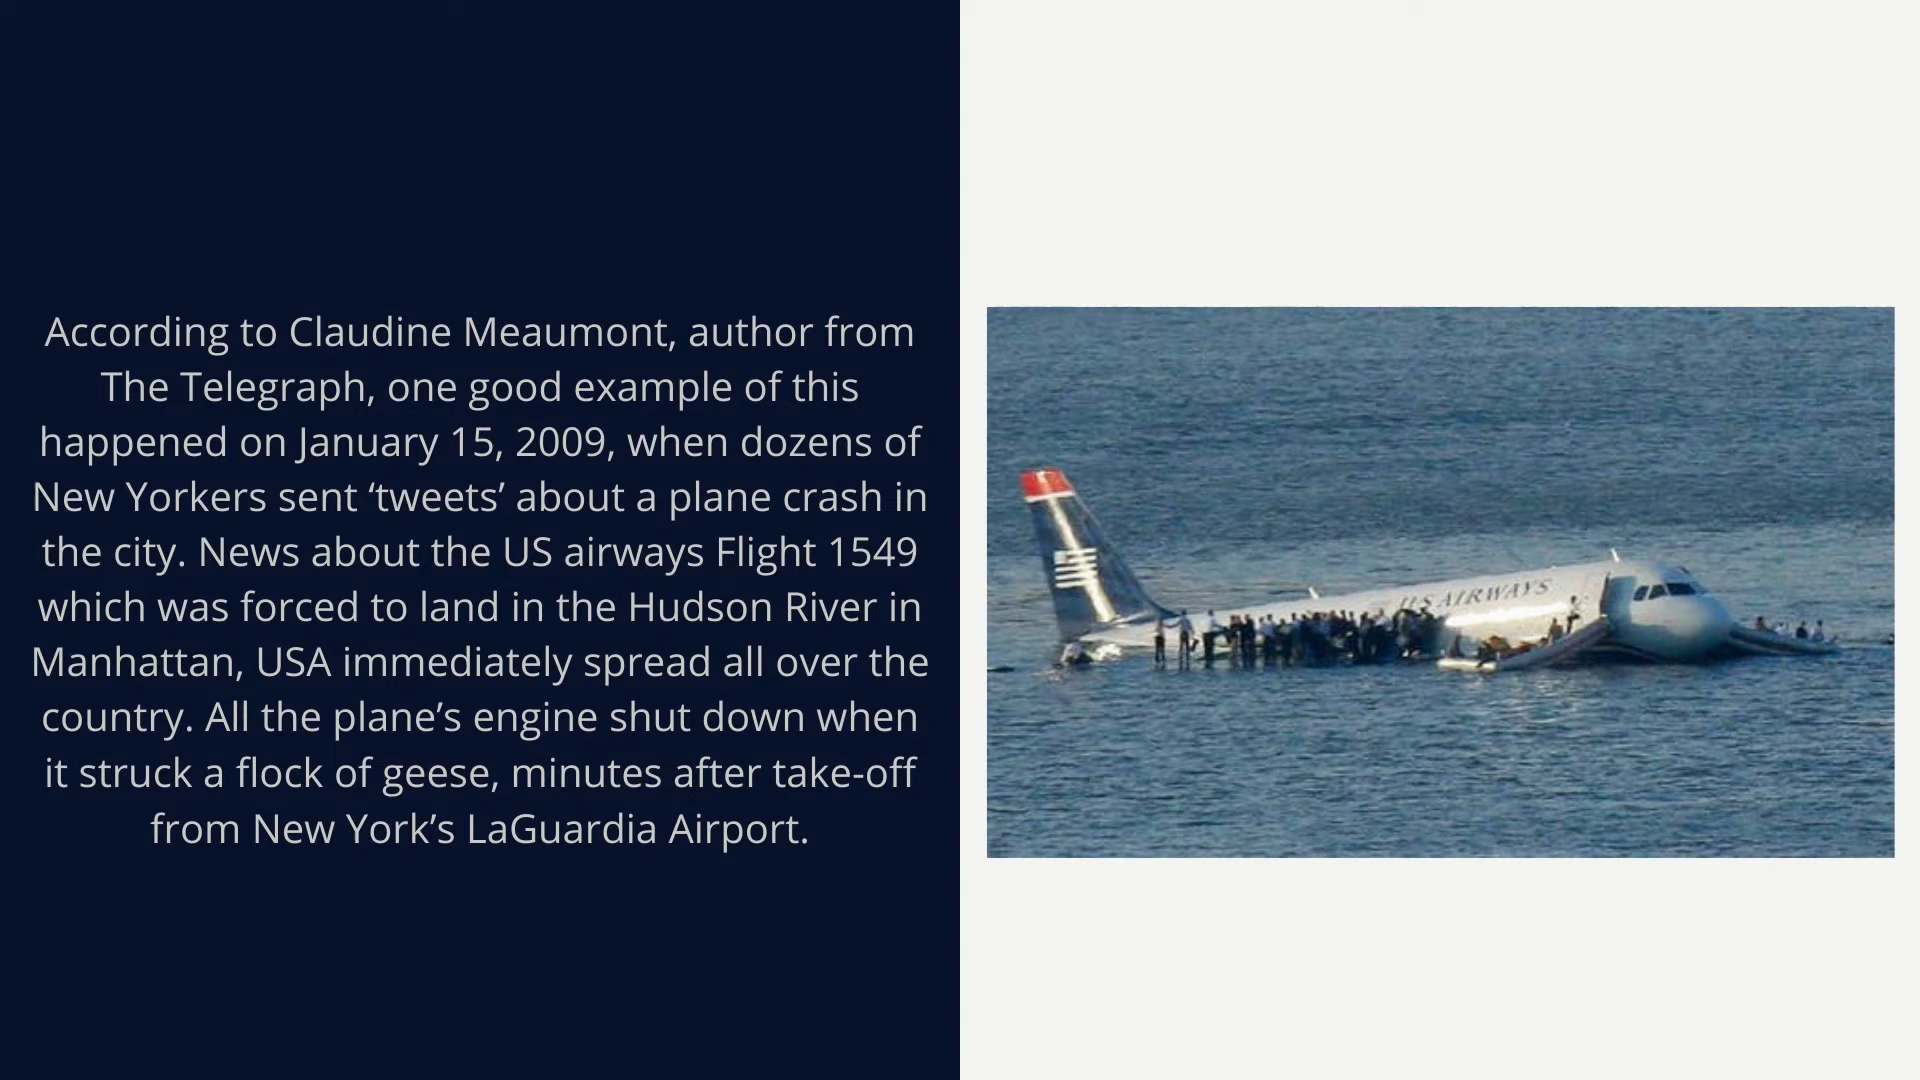 According to Claudine Meaumont, author from
The Telegraph, one good example of this
happened on January 15, 2009, when dozens of
New Yorkers sent ‘tweets’ about a plane crash in
the city. News about the US airways Flight 1549
which was forced to land in the Hudson River in
Manhattan, USA immediately spread all over the
country. All the plane’s engine shut down when
it struck a flock of geese, minutes after take-off
from New York’s LaGuardia Airport.
US AIRWAYS